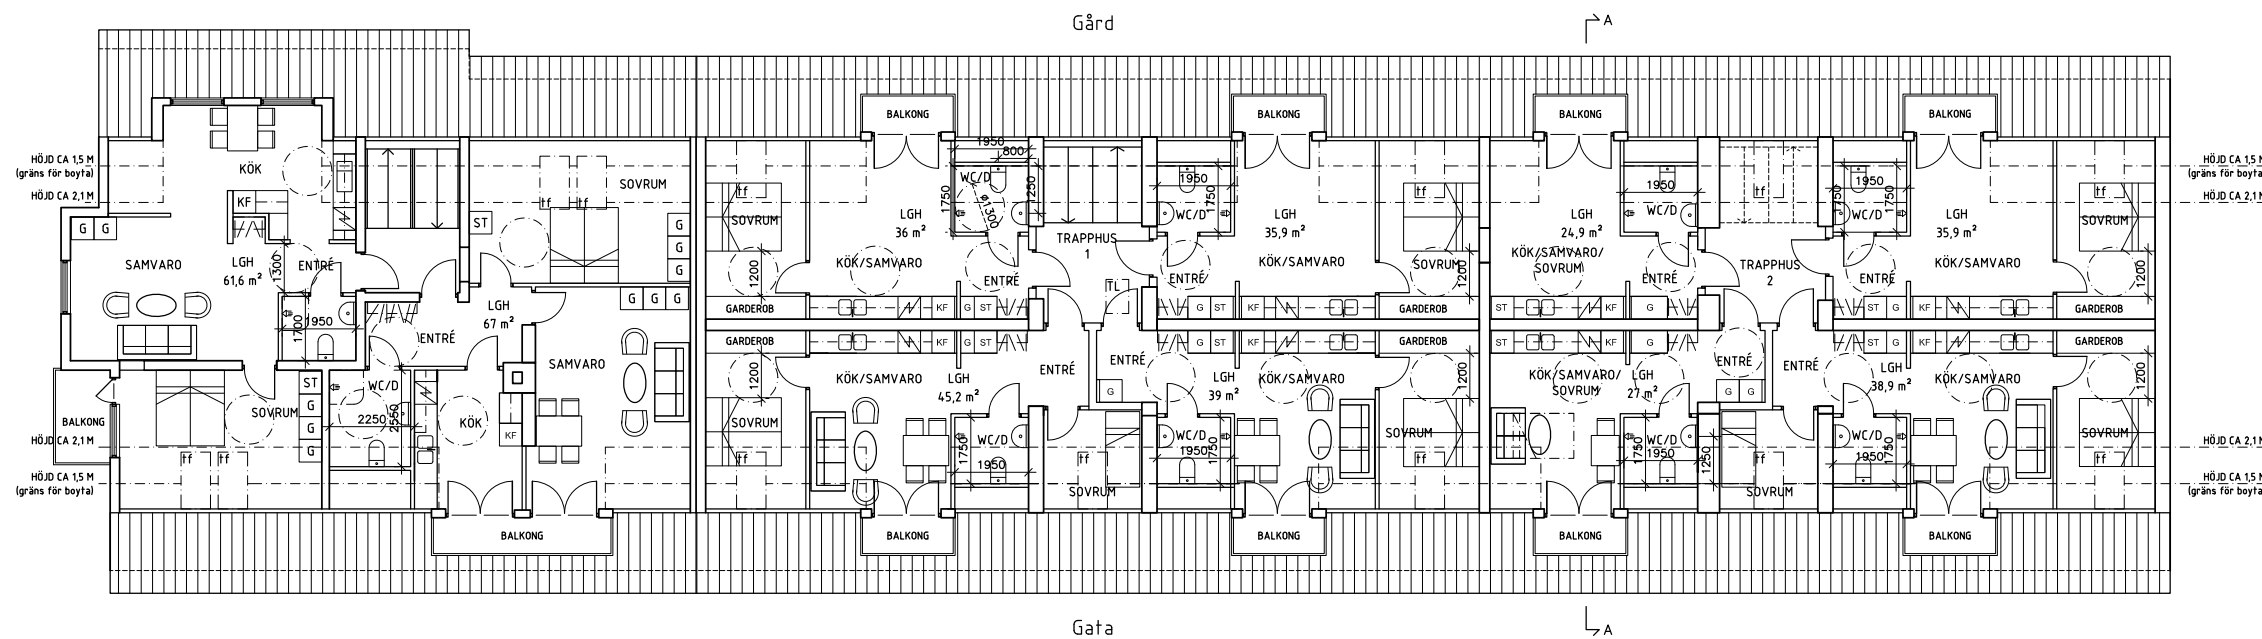 Gård
A
BALKONG
BALKONG
BALKONG
BALKONG
HÖJD CA 1,5 M
(gräns för boyta)
HÖJD CA 2,1 M
KÖK
KF
G
G
SAMVARO
LGH
61,6 m²
1300
ENTRÉ
1950
1700
ST
SOVRUM
tf
tf
G
G
G
LGH
67 m²
G
G
G
ENTRÉ
SAMVARO
WC/D
2250
2550
KÖK
KF
ST
G
G
G
SOVRUM
tf
tf
BALKONG
HÖJD CA 2,1 M
HÖJD CA 1,5 M
(gräns för boyta)
BALKONG
tf
SOVRUM
1200
GARDEROB
LGH
36 m²
KÖK/SAMVARO
KF
G
ST
1950
800
WC/D
1750
1250
ø1300
ENTRÉ
TRAPPHUS
1
TL
1950
WC/D
1750
ENTRÉ
G
ST
KF
LGH
35,9 m²
KÖK/SAMVARO
tf
SOVRUM
1200
GARDEROB
LGH
24,9 m²
KÖK/SAMVARO/
SOVRUM
ST
KF
G
1950
WC/D
ENTRÉ
TRAPPHUS
2
tf
1750
1950
WC/D
1750
ENTRÉ
ST
G
KF
LGH
35,9 m²
KÖK/SAMVARO
tf
SOVRUM
1200
GARDEROB
HÖJD CA 1,5 M
(gräns för boyta
HÖJD CA 2,1 M
GARDEROB
1200
SOVRUM
tf
KÖK/SAMVARO
LGH
45,2 m²
KF
G
ST
WC/D
1750
1950
ENTRÉ
SOVRUM
tf
ENTRÉ
G
G
ST
KF
LGH
39 m²
KÖK/SAMVARO
WC/D
1950
1750
GARDEROB
1200
SOVRUM
tf
ST
KF
G
KÖK/SAMVARO/
SOVRUM
LGH
27 m²
WC/D
1750
1950
1250
ENTRÉ
G
G
tf
SOVRUM
ENTRÉ
ST
G
KF
LGH
38,9 m²
KÖK/SAMVARO
WC/D
1950
1750
GARDEROB
1200
SOVRUM
tf
HÖJD CA 2,1 M
HÖJD CA 1,5 M
(gräns för boyta
BALKONG
BALKONG
BALKONG
BALKONG
Gata
A